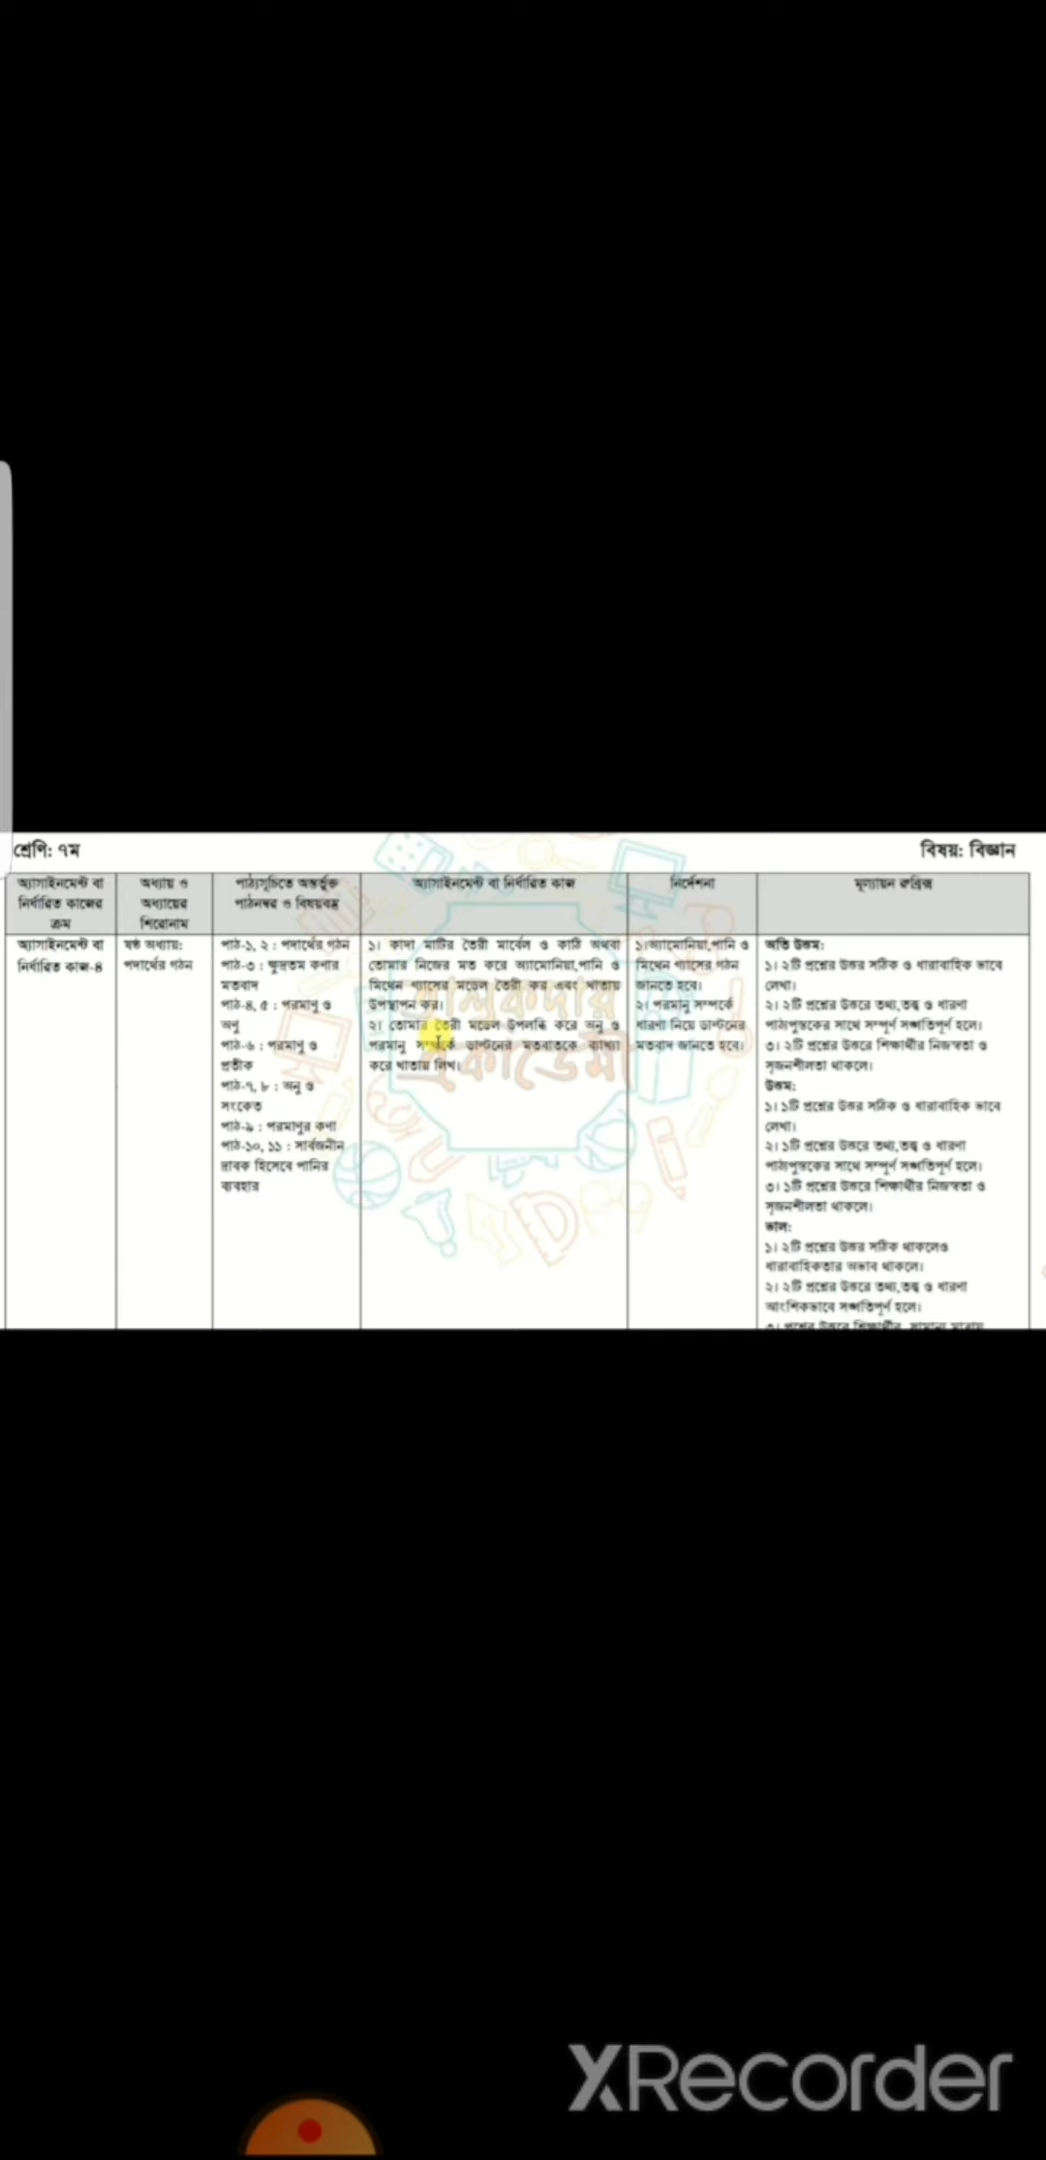 শ্রেণি: ৭ম
বিষয়: বিজ্ঞান
অ্যাসাইনমেন্ট বা নির্ধারিত কাজের ক্রম
অধ্যায় ও অধ্যায়ের শিরোনাম
পাঠ্যসূচিতে অন্তর্ভুক্ত পাঠনম্বর ও বিষয়বস্তু
অ্যাসাইনমেন্ট বা নির্ধারিত কাজ
নির্দেশনা
মূল্যায়ন রুব্রিক্স
অ্যাসাইনমেন্ট বা
নির্ধারিত কাজ-৪
ষষ্ঠ অধ্যায়:
পদার্থের গঠন
পাঠ-১, ২ : পদার্থের গঠন
পাঠ-৩ : ক্ষুদ্রতম কণার
মতবাদ
পাঠ-৪, ৫ : পরমাণু ও
অণু
পাঠ-৬ : পরমাণু ও
প্রতীক
পাঠ-৭, ৮ : অনু ও
সংকেত
পাঠ-৯ : পরমাণুর কণা
পাঠ-১০, ১১ : সার্বজনীন
দ্রাবক হিসেবে পানির
ব্যবহার
১। কাদা মাটির তৈরী মার্বেল ও কাঠি অথবা
তোমার নিজের মত করে অ্যামোনিয়া,পানি ও
মিথেন গ্যাসের মডেল তৈরী কর এবং খাতায়
উপস্থাপন কর।
২। তোমার তৈরী মডেল উপলব্ধি করে অনু ও
পরমানু সম্পর্কে ডাল্টনের মতবাতকে ব্যাখ্যা
করে খাতায় লিখ।
১।অ্যামোনিয়া,পানি ও
মিথেন গ্যাসের গঠন
জানতে হবে।
২। পরমানু সম্পর্কে
ধারণা নিয়ে ডাল্টনের
মতবাদ জানতে হবে।
অতি উত্তম:
১। ২টি প্রশ্নের উত্তর সঠিক ও ধারাবাহিক ভাবে
লেখা।
২। ২টি প্রশ্নের উত্তরে তথ্য,তত্ত্ব ও ধারণা
পাঠ্যপুস্তকের সাথে সম্পূর্ণ সঙ্গতিপূর্ণ হলে।
৩। ২টি প্রশ্নের উত্তরে শিক্ষার্থীর নিজস্বতা ও
সৃজনশীলতা থাকলে।
উত্তম:
১। ১টি প্রশ্নের উত্তর সঠিক ও ধারাবাহিক ভাবে
লেখা।
২। ১টি প্রশ্নের উত্তরে তথ্য,তত্ত্ব ও ধারণা
পাঠ্যপুস্তকের সাথে সম্পূর্ণ সঙ্গতিপূর্ণ হলে।
৩। ১টি প্রশ্নের উত্তরে শিক্ষার্থীর নিজস্বতা ও
সৃজনশীলতা থাকলে।
ভাল:
১। ২টি প্রশ্নের উত্তর সঠিক থাকলেও
ধারাবাহিকতার অভাব থাকলে।
২। ২টি প্রশ্নের উত্তরে তথ্য,তত্ত্ব ও ধারণা
আংশিকভাবে সঙ্গতিপূর্ণ হলে।
৩। প্রশ্নের উত্তরে শিক্ষার্থীর সামান্য মাত্রায়
তালুকদার
একাডেমী
XRecorder